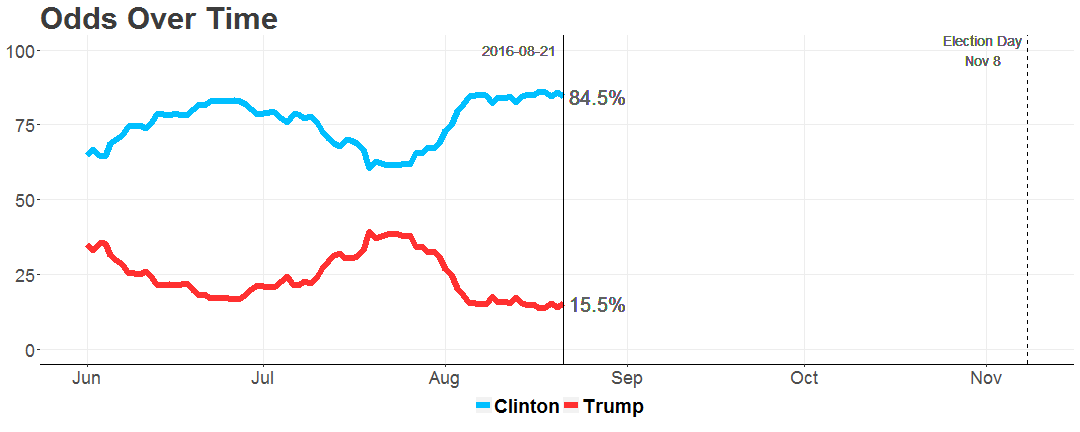 Odds Over Time
100
75
50
25
0
2016-08-21
84.5%
15.5%
Election Day
Nov 8
Jun Jul Aug Sep Oct Nov
Clinton Trump